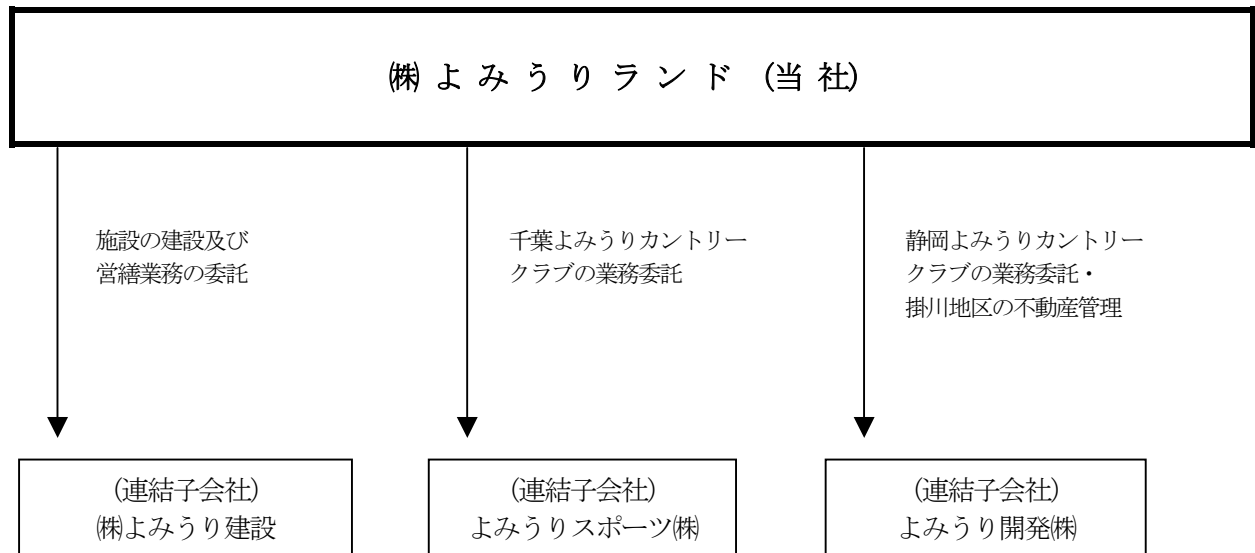 ㈱よみうりランド (当社)
施設の建設及び
営繕業務の委託
千葉よみうりカントリー
クラブの業務委託
静岡よみうりカントリー
クラブの業務委託・
掛川地区の不動産管理
(連結子会社)
㈱よみうり建設
(連結子会社)
よみうりスポーツ㈱
(連結子会社)
よみうり開発㈱